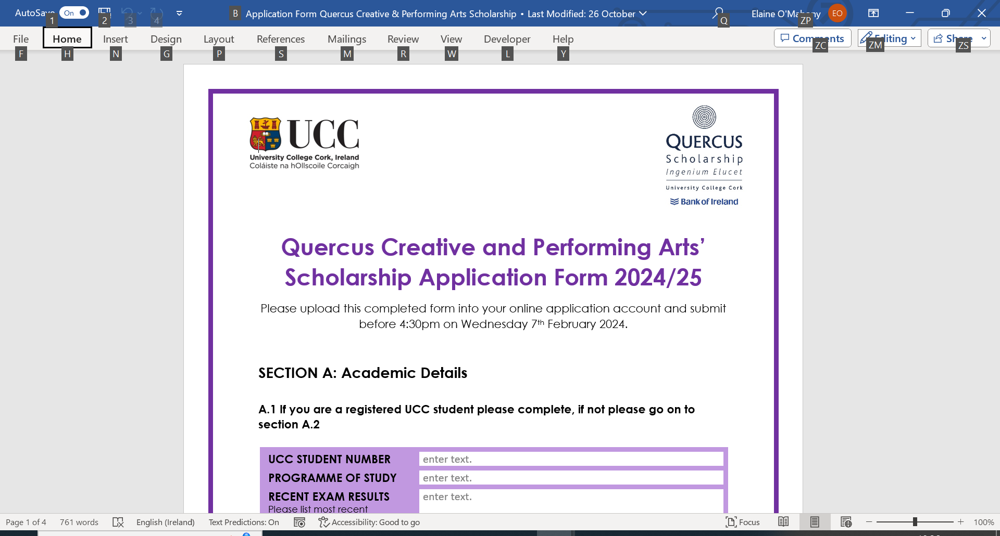 AutoSave On
1 2 3 4
B Application Form Quercus Creative & Performing Arts Scholarship • Last Modified: 26 October
Q
Elaine O'Mahony EO
ZP
File Home Insert Design Layout References Mailings Review View Developer Help
Comments Editing Share
F H N G P S M R W L Y
ZC ZM ZS
UCC
University College Cork, Ireland
Coláiste na hOllscoile Corcaigh
QUERCUS
Scholarship
Ingenium Elucet
University College Cork
Bank of Ireland
Quercus Creative and Performing Arts’
Scholarship Application Form 2024/25
Please upload this completed form into your online application account and submit
before 4:30pm on Wednesday 7th February 2024.
SECTION A: Academic Details
A.1 If you are a registered UCC student please complete, if not please go on to
section A.2
UCC STUDENT NUMBER enter text.
PROGRAMME OF STUDY enter text.
RECENT EXAM RESULTS enter text.
Please list most recent
Page 1 of 4 761 words English (Ireland) Text Predictions: On Accessibility: Good to go Focus 100%